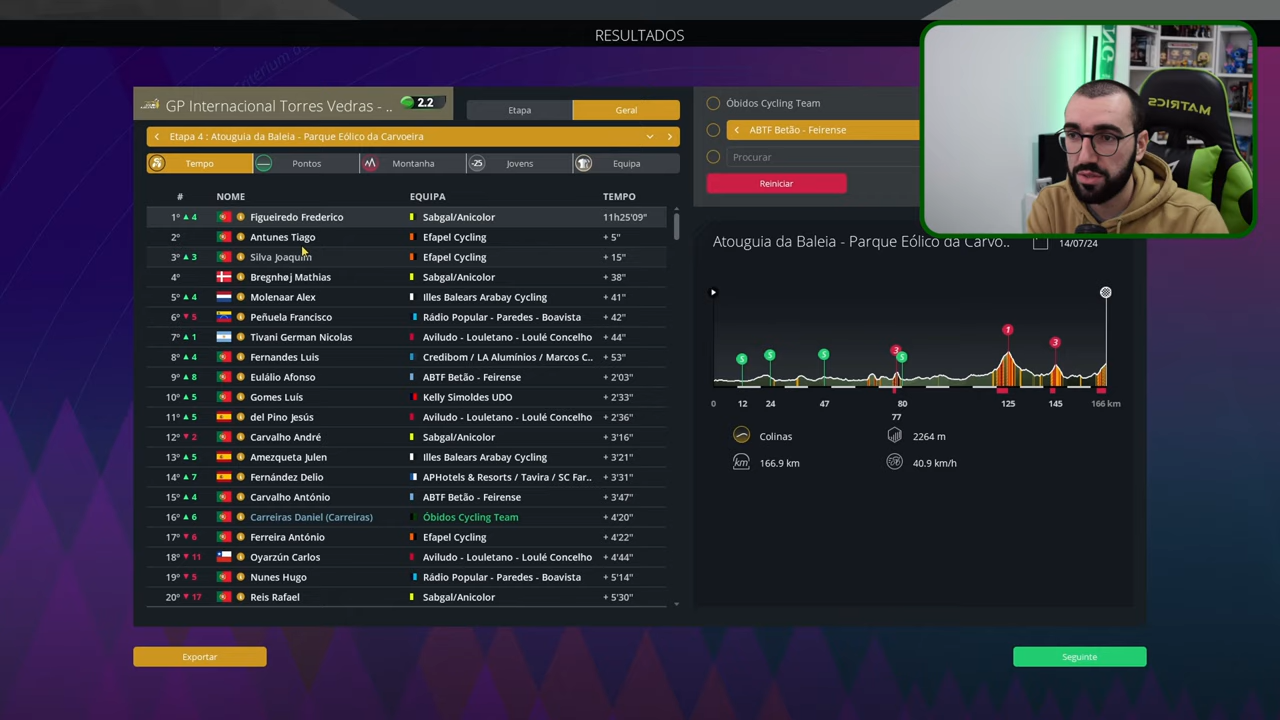 RESULTADOS
GP Internacional Torres Vedras - ..
2.2
Etapa
Geral
Etapa 4 : Atouguia da Baleia - Parque Eólico da Carvoeira
Tempo
Pontos
Montanha
-25
Jovens
Equipa
# NOME EQUIPA TEMPO
1º 4 Figueiredo Frederico Sabgal/Anicolor 11h25'09"
2º Antunes Tiago Efapel Cycling + 5"
3º 3 Silva Joaquim Efapel Cycling + 15"
4º Bregnhøj Mathias Sabgal/Anicolor + 38"
5º 4 Molenaar Alex Illes Balears Arabay Cycling + 41"
6º 5 Peñuela Francisco Rádio Popular - Paredes - Boavista + 42"
7º 1 Tivani German Nicolas Aviludo - Louletano - Loulé Concelho + 44"
8º 4 Fernandes Luis Credibom / LA Alumínios / Marcos C.. + 53"
9º 8 Eulálio Afonso ABTF Betão - Feirense + 2'03"
10º 5 Gomes Luís Kelly Simoldes UDO + 2'33"
11º 5 del Pino Jesús Aviludo - Louletano - Loulé Concelho + 2'36"
12º 2 Carvalho André Sabgal/Anicolor + 3'16"
13º 5 Amezqueta Julen Illes Balears Arabay Cycling + 3'21"
14º 7 Fernández Delio APHotels & Resorts / Tavira / SC Far.. + 3'31"
15º 4 Carvalho António ABTF Betão - Feirense + 3'47"
16º 6 Carreiras Daniel (Carreiras) Óbidos Cycling Team + 4'20"
17º 6 Ferreira António Efapel Cycling + 4'22"
18º 11 Oyarzún Carlos Aviludo - Louletano - Loulé Concelho + 4'44"
19º 5 Nunes Hugo Rádio Popular - Paredes - Boavista + 5'14"
20º 17 Reis Rafael Sabgal/Anicolor + 5'30"
Exportar
Óbidos Cycling Team
ABTF Betão - Feirense
Procurar
Reiniciar
Atouguia da Baleia - Parque Eólico da Carvo..
14/07/24
S S S 3 S 1 3
0 12 24 47 80 125 145 166 km
77
Colinas
2264 m
km 166.9 km
40.9 km/h
Seguinte
MATRICS